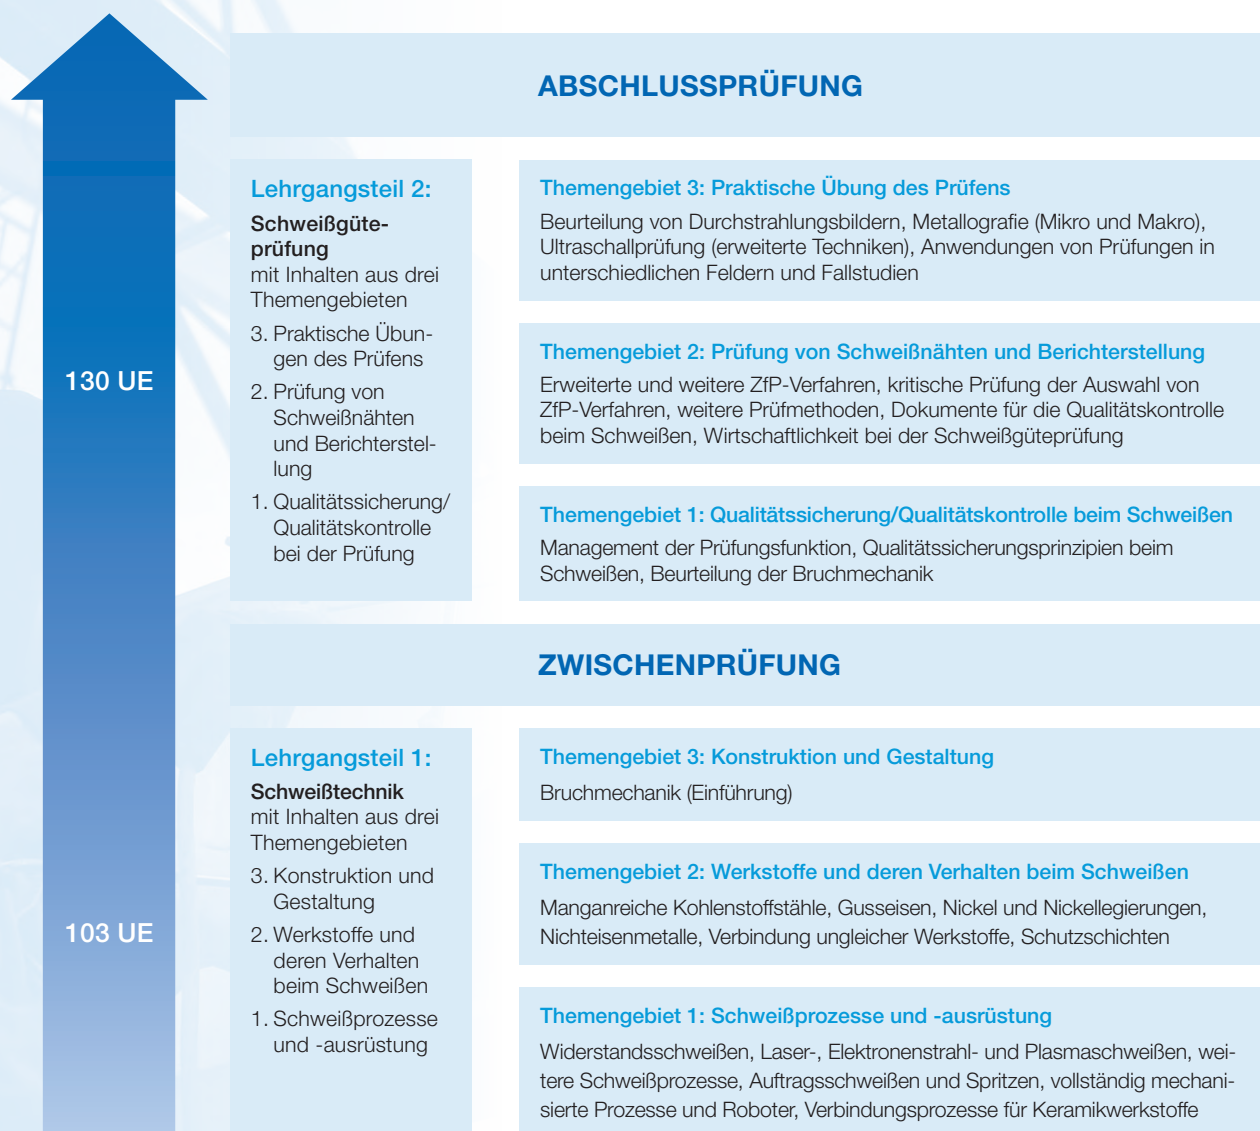 ABSCHLUSSPRÜFUNG
130 UE
Lehrgangsteil 2:
Schweißgüte-
prüfung
mit Inhalten aus drei
Themengebieten
3. Praktische Übun-
gen des Prüfens
2. Prüfung von
Schweißnähten
und Berichterstel-
lung
1. Qualitätssicherung/
Qualitätskontrolle
bei der Prüfung
Themengebiet 3: Praktische Übung des Prüfens
Beurteilung von Durchstrahlungsbildern, Metallografie (Mikro und Makro),
Ultraschallprüfung (erweiterte Techniken), Anwendungen von Prüfungen in
unterschiedlichen Feldern und Fallstudien
Themengebiet 2: Prüfung von Schweißnähten und Berichterstellung
Erweiterte und weitere ZfP-Verfahren, kritische Prüfung der Auswahl von
ZfP-Verfahren, weitere Prüfmethoden, Dokumente für die Qualitätskontrolle
beim Schweißen, Wirtschaftlichkeit bei der Schweißgüteprüfung
Themengebiet 1: Qualitätssicherung/Qualitätskontrolle beim Schweißen
Management der Prüfungsfunktion, Qualitätssicherungsprinzipien beim
Schweißen, Beurteilung der Bruchmechanik
ZWISCHENPRÜFUNG
103 UE
Lehrgangsteil 1:
Schweißtechnik
mit Inhalten aus drei
Themengebieten
3. Konstruktion und
Gestaltung
2. Werkstoffe und
deren Verhalten
beim Schweißen
1. Schweißprozesse
und -ausrüstung
Themengebiet 3: Konstruktion und Gestaltung
Bruchmechanik (Einführung)
Themengebiet 2: Werkstoffe und deren Verhalten beim Schweißen
Manganreiche Kohlenstoffstähle, Gusseisen, Nickel und Nickellegierungen,
Nichteisenmetalle, Verbindung ungleicher Werkstoffe, Schutzschichten
Themengebiet 1: Schweißprozesse und -ausrüstung
Widerstandsschweißen, Laser-, Elektronenstrahl- und Plasmaschweißen, wei-
tere Schweißprozesse, Auftragsschweißen und Spritzen, vollständig mechani-
sierte Prozesse und Roboter, Verbindungsprozesse für Keramikwerkstoffe